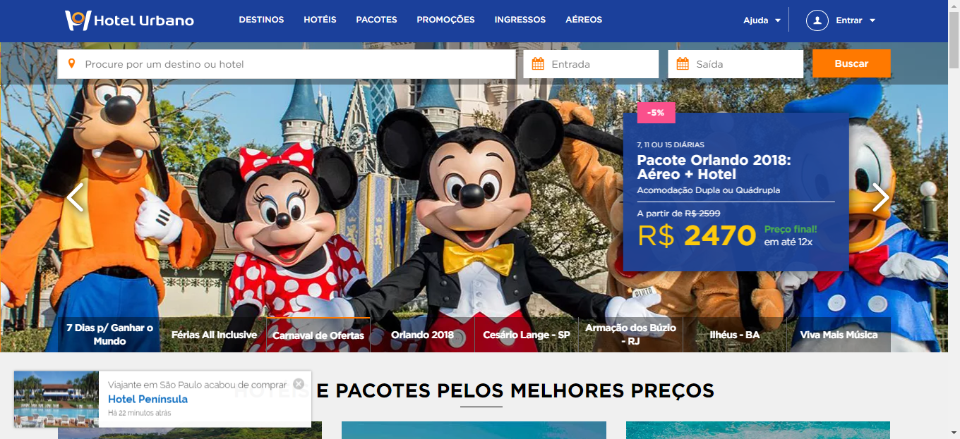 Hotel Urbano
DESTINOS HOTÉIS PACOTES PROMOÇÕES INGRESSOS AÉREOS
Ajuda Entrar
Procure por um destino ou hotel
Entrada
Saída
Buscar
-5%
7, 11 OU 15 DIÁRIAS
Pacote Orlando 2018:
Aéreo + Hotel
Acomodação Dupla ou Quádrupla
A partir de R$ 2599
R$ 2470
Preço final!
em até 12x
PLUTO
7 Dias p/ Ganhar o
Mundo
Férias All Inclusive
Carnaval de Ofertas
Orlando 2018
Cesário Lange - SP
Armação dos Búzio
- RJ
Ilhéus - BA
Viva Mais Música
E PACOTES PELOS MELHORES PREÇOS
Viajante em São Paulo acabou de comprar
Hotel Península
Há 22 minutos atrás